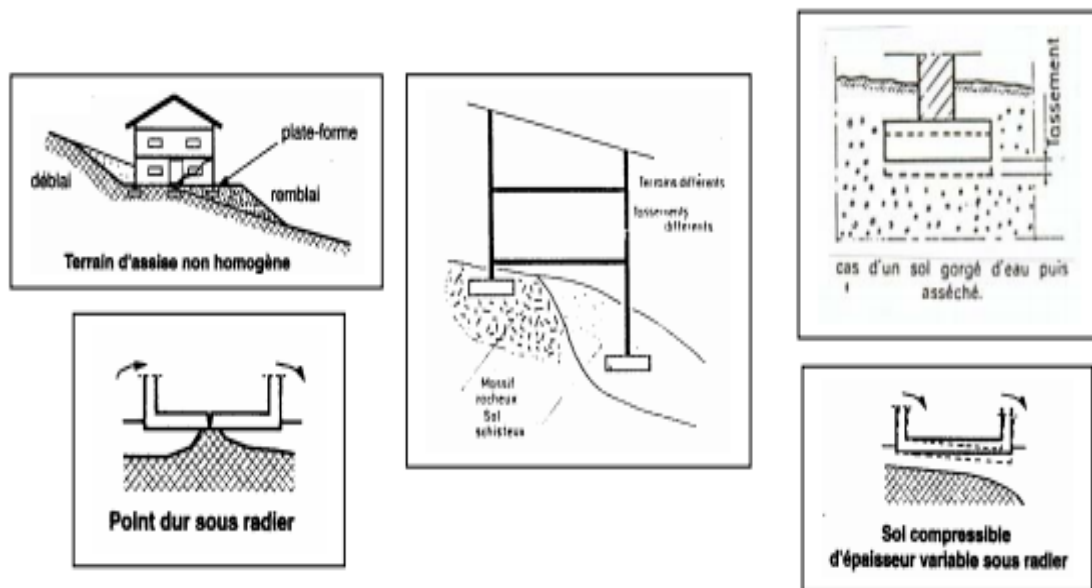 déblai
plate-forme
remblai
Terrain d'assise non homogène
Point dur sous radier
Terrains différents
Tassements
différents
Massif
rocheux
Sol
schisteux
Tassement
cas d'un sol gorgé d'eau puis
asséché.
Sol compressible
d'épaisseur variable sous radier